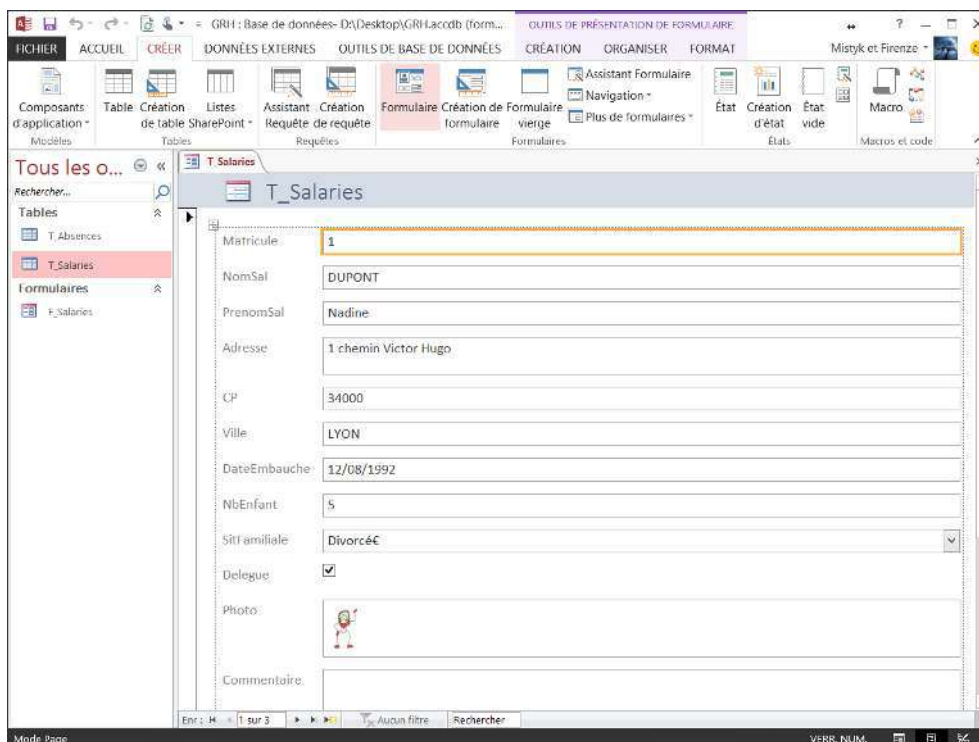 GRH : Base de données- D:\Desktop\GRH.accdb (form... OUTILS DE PRÉSENTATION DE FORMULAIRE ?
FICHIER ACCUEIL CRÉER DONNÉES EXTERNES OUTILS DE BASE DE DONNÉES CRÉATION ORGANISER FORMAT Mistyk et Firenze
Composants d'application
Table
Création de table
Listes SharePoint
Assistant Requête
Création de requête
Formulaire
Création de formulaire
Formulaire vierge
Assistant Formulaire
Navigation
Plus de formulaires
État
Création d'état
État vide
Macro
Modèles Tables Requêtes Formulaires États Macros et code
Tous les o... «
Rechercher...
Tables
T_Absences
T_Salaries
Formulaires
F_Salaries
T_Salaries
T_Salaries
Matricule 1
NomSal DUPONT
PrenomSal Nadine
Adresse 1 chemin Victor Hugo
CP 34000
Ville LYON
DateEmbauche 12/08/1992
NbEnfant 5
SitFamiliale Divorcé€
Delegue
Photo
Commentaire
Enr : 1 sur 3 Aucun filtre Rechercher
Mode Page VERR. NUM.